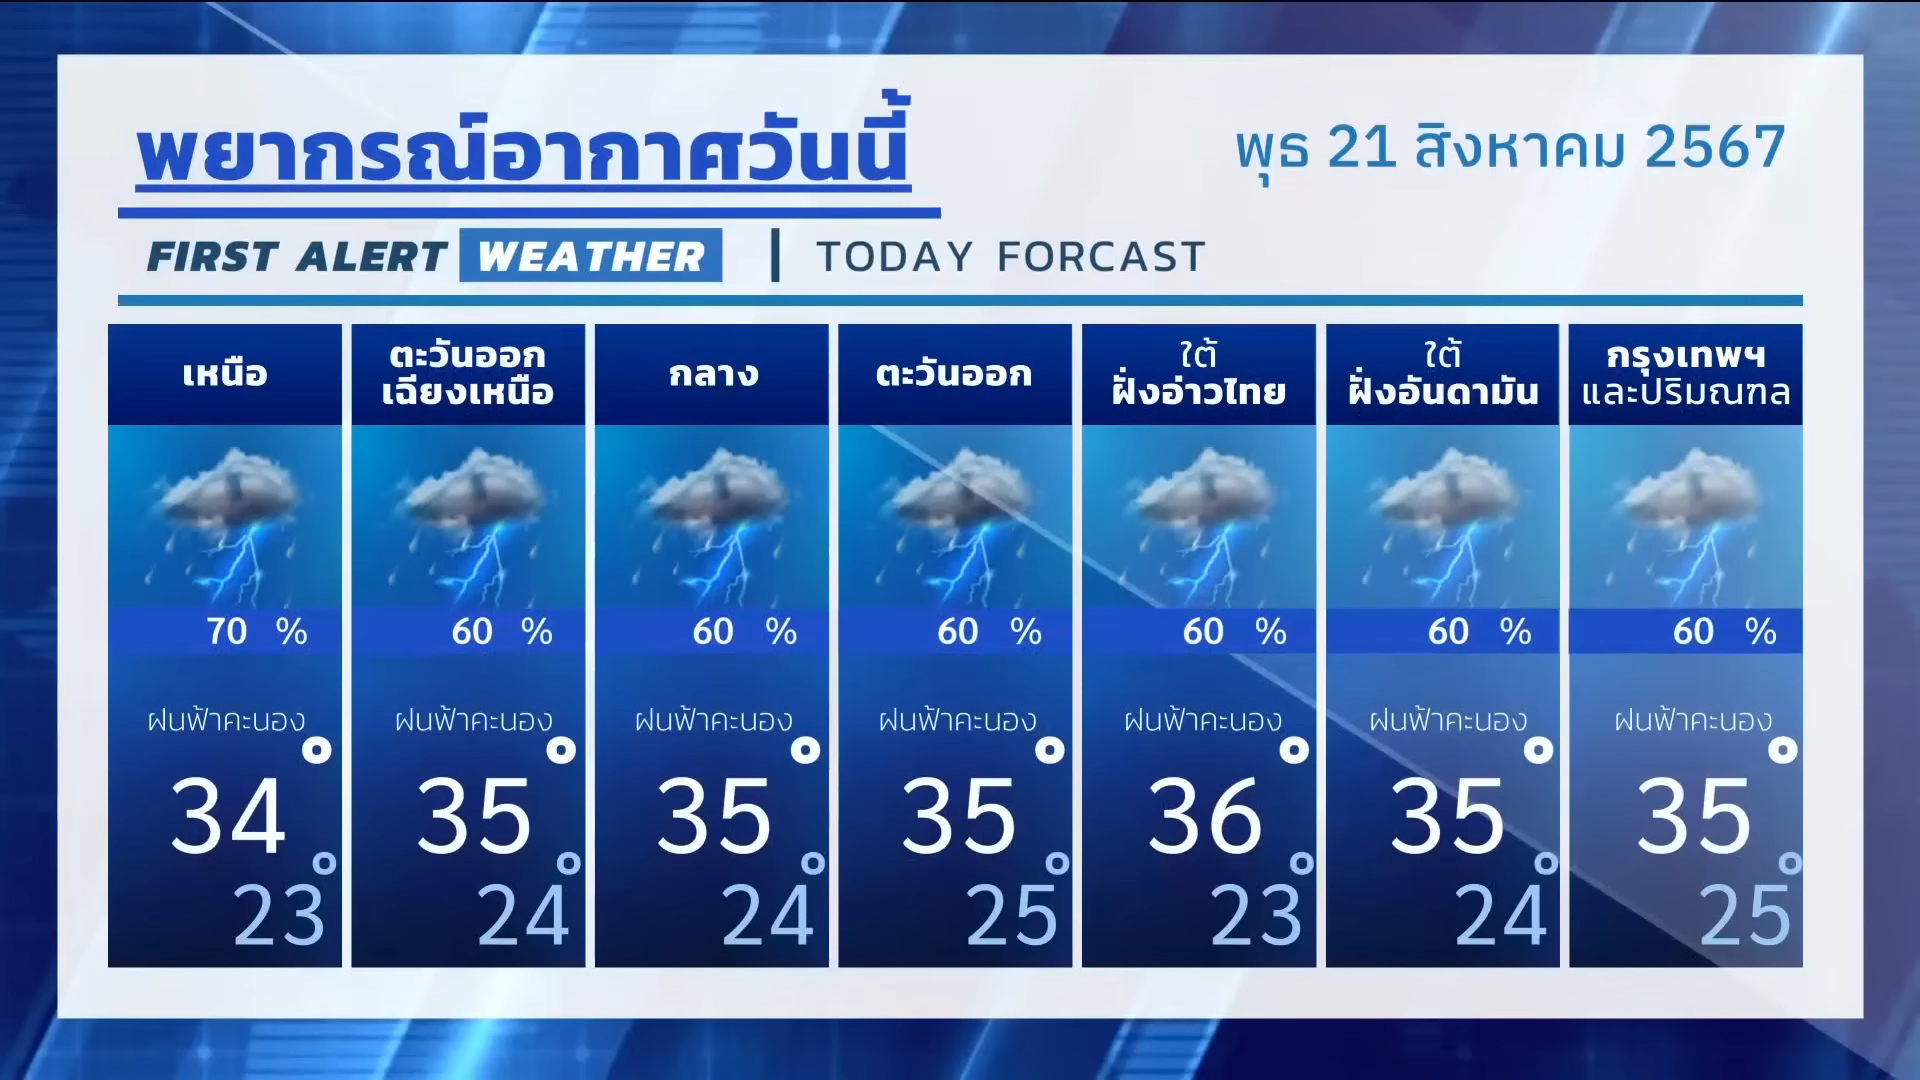 พยากรณ์อากาศวันนี้
พุธ 21 สิงหาคม 2567
FIRST ALERT WEATHER | TODAY FORCAST
เหนือ
70 %
ฝนฟ้าคะนอง
34°
23°
ตะวันออก
เฉียงเหนือ
60 %
ฝนฟ้าคะนอง
35°
24°
กลาง
60 %
ฝนฟ้าคะนอง
35°
24°
ตะวันออก
60 %
ฝนฟ้าคะนอง
35°
25°
ใต้
ฝั่งอ่าวไทย
60 %
ฝนฟ้าคะนอง
36°
23°
ใต้
ฝั่งอันดามัน
60 %
ฝนฟ้าคะนอง
35°
24°
กรุงเทพฯ
และปริมณฑล
60 %
ฝนฟ้าคะนอง
35°
25°